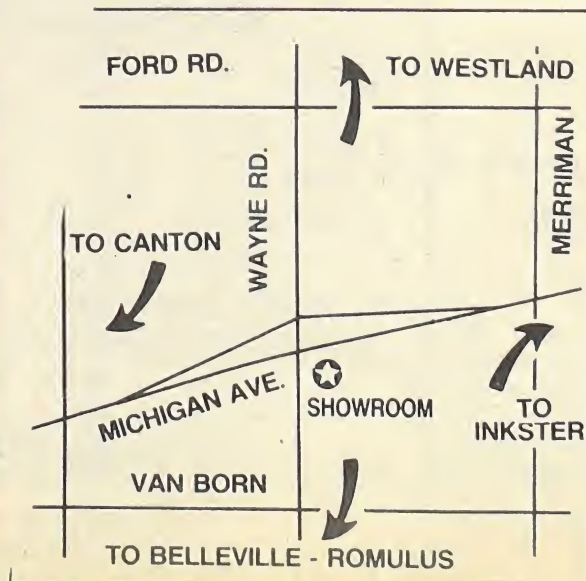 FORD RD.
TO WESTLAND
WAYNE RD.
MERRIMAN
TO CANTON
MICHIGAN AVE.
SHOWROOM
TO
INKSTER
VAN BORN
TO BELLEVILLE - ROMULUS